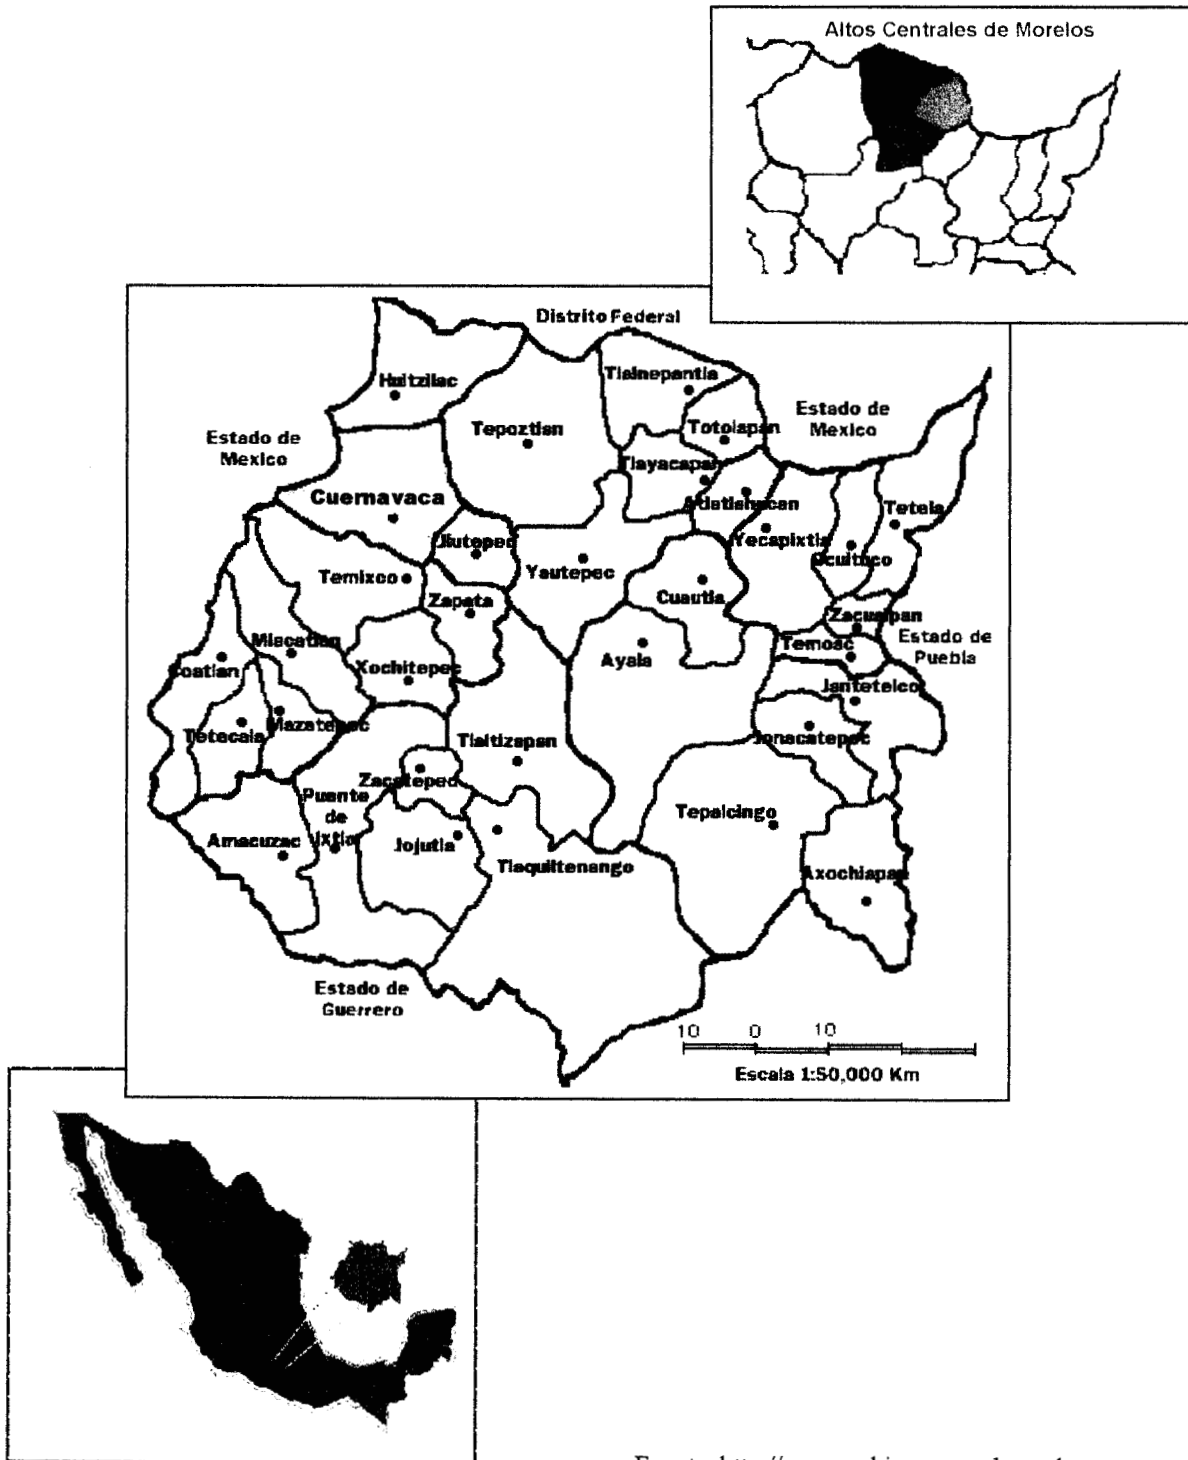 Altos Centrales de Morelos
Distrito Federal
Huitzilac
Tlalnepantla
Estado de
Mexico
Tepoztlan
Totolapan
Estado de
Mexico
Tlayacapan
Cuernavaca
Atlatlahucan
Tetela
Jiutepec
Yecapixtla
Ocuituco
Temixco
Yautepec
Cuautla
Zapata
Zacualpan
Miacatlan
Temoac
Estado de
Puebla
Coatlan
Xochitepec
Ayala
Jantetelco
Tetecala
Mazatepec
Tlaltizapan
Jonacatepec
Zacatepec
Puente
de
Ixtla
Tepalcingo
Amacuzac
Jojutla
Tlaquiltenango
Axochiapan
Estado de
Guerrero
10 0 10
Escala 1:50,000 Km